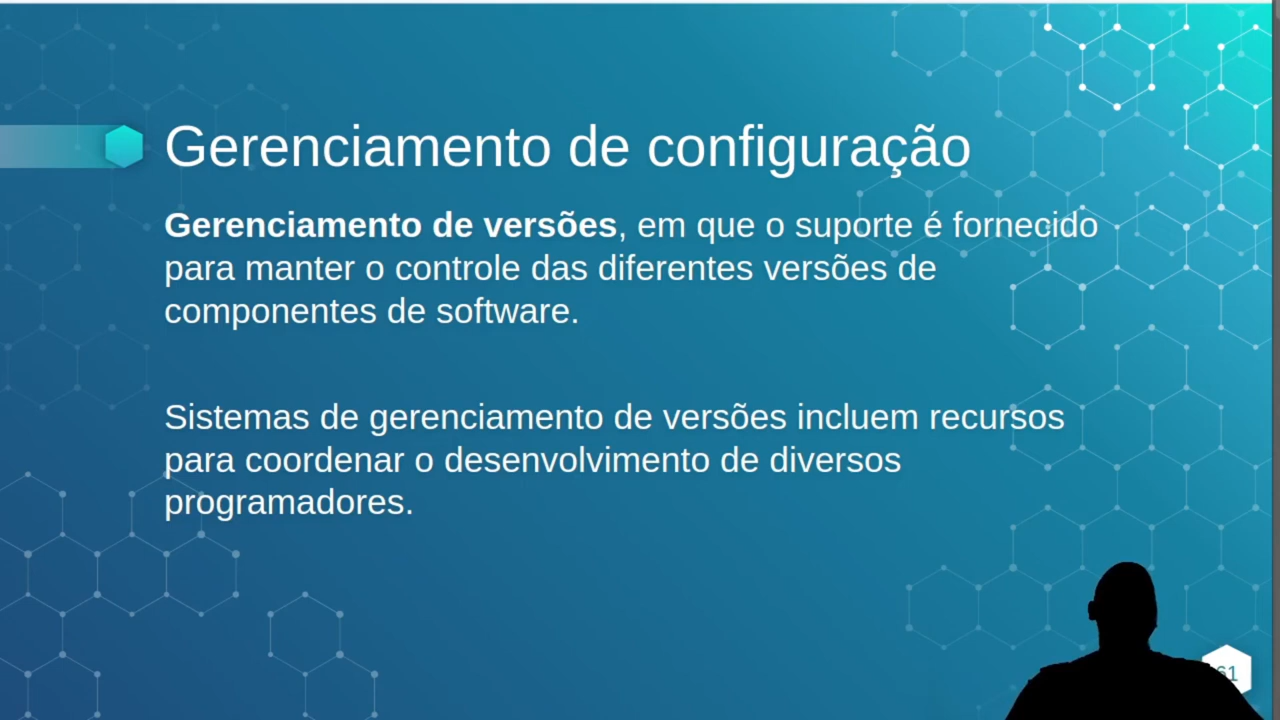 Gerenciamento de configuração
Gerenciamento de versões, em que o suporte é fornecido
para manter o controle das diferentes versões de
componentes de software.
Sistemas de gerenciamento de versões incluem recursos
para coordenar o desenvolvimento de diversos
programadores.
61